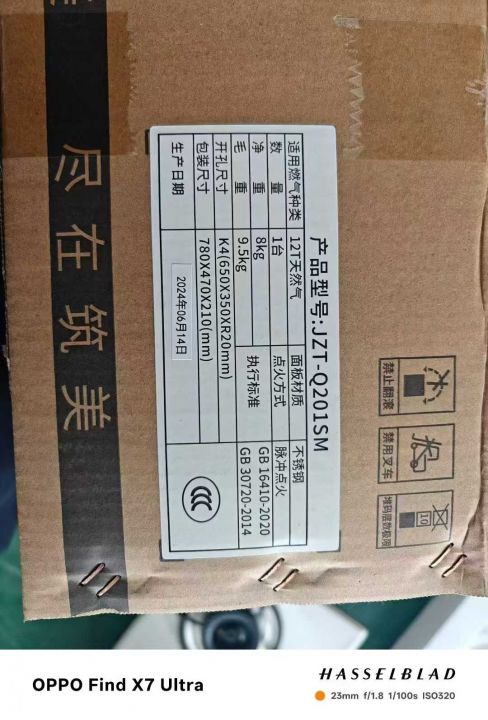 尽在筑美
产品型号:JZT-Q201SM
适用燃气种类 12T天然气 面板材质 不锈钢
数量 1台 点火方式 脉冲点火
净重 8kg 执行标准 GB 16410-2020
毛重 9.5kg GB 30720-2014
开孔尺寸 K4(650X350XR20mm)
包装尺寸 780X470X210(mm)
生产日期 2024年06月14日
CCC
禁止翻滚
禁用叉车
堆码层数极限
10
OPPO Find X7 Ultra
HASSELBLAD
23mm f/1.8 1/100s ISO320